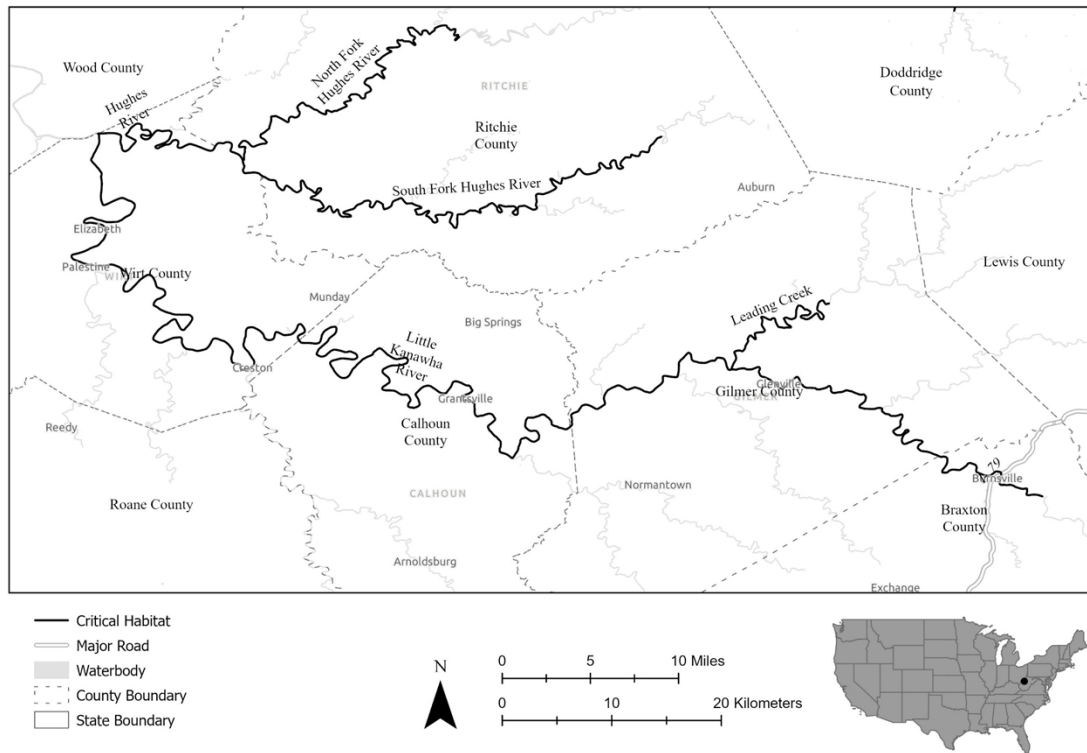 Wood County
Hughes
River
North Fork
Hughes River
RITCHIE
Ritchie
County
Doddridge
County
South Fork Hughes River
Auburn
Elizabeth
Palestine
Wirt County
Lewis County
Munday
Big Springs
Leading Creek
Little
Kanawha
River
Creston
Grantsville
Glenville
Gilmer County
GILMER
Reedy
Calhoun
County
79
Burnsville
Normantown
CALHOUN
Roane County
Braxton
County
Arnoldsburg
Exchange
Critical Habitat
Major Road
Waterbody
County Boundary
State Boundary
N
0 5 10 Miles
0 10 20 Kilometers